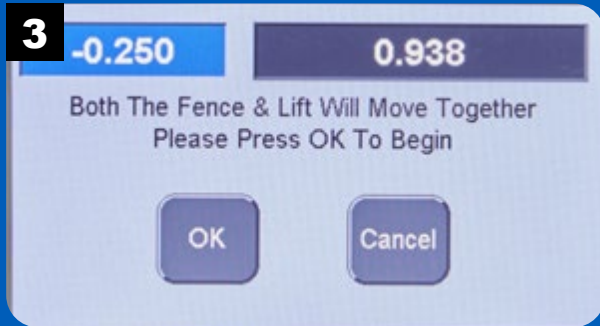 3
-0.250 0.938
Both The Fence & Lift Will Move Together
Please Press OK To Begin
OK Cancel